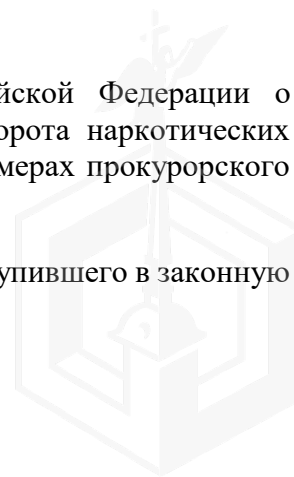 йской Федерации о
орота наркотических
мерах прокурорского
упившего в законную